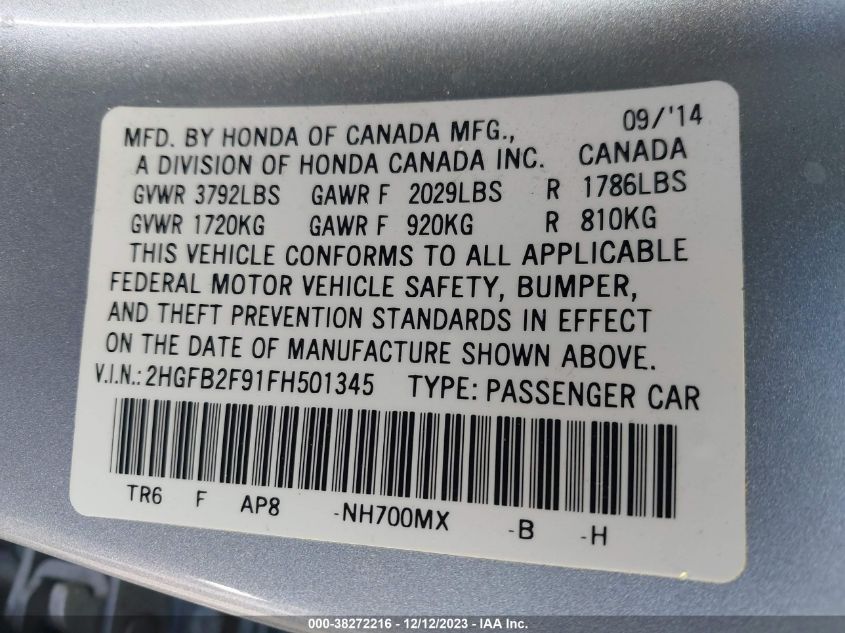 09/'14
MFD. BY HONDA OF CANADA MFG.,
A DIVISION OF HONDA CANADA INC. CANADA
GVWR 3792LBS GAWR F 2029LBS R 1786LBS
GVWR 1720KG GAWR F 920KG R 810KG
THIS VEHICLE CONFORMS TO ALL APPLICABLE
FEDERAL MOTOR VEHICLE SAFETY, BUMPER,
AND THEFT PREVENTION STANDARDS IN EFFECT
ON THE DATE OF MANUFACTURE SHOWN ABOVE.
V.I.N.: 2HGFB2F91FH501345 TYPE: PASSENGER CAR
TR6 F AP8 -NH700MX -B -H
000-38272216 - 12/12/2023 - IAA Inc.